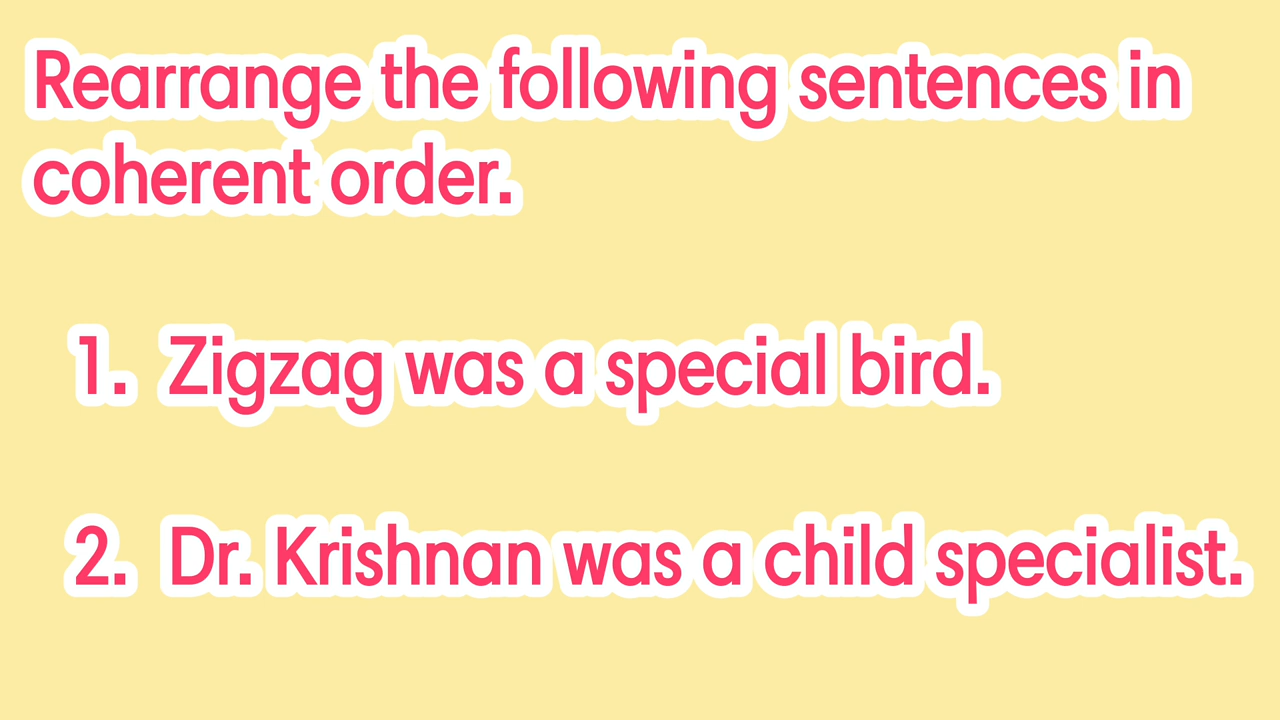 Rearrange the following sentences in
coherent order.
1. Zigzag was a special bird.
2. Dr. Krishnan was a child specialist.